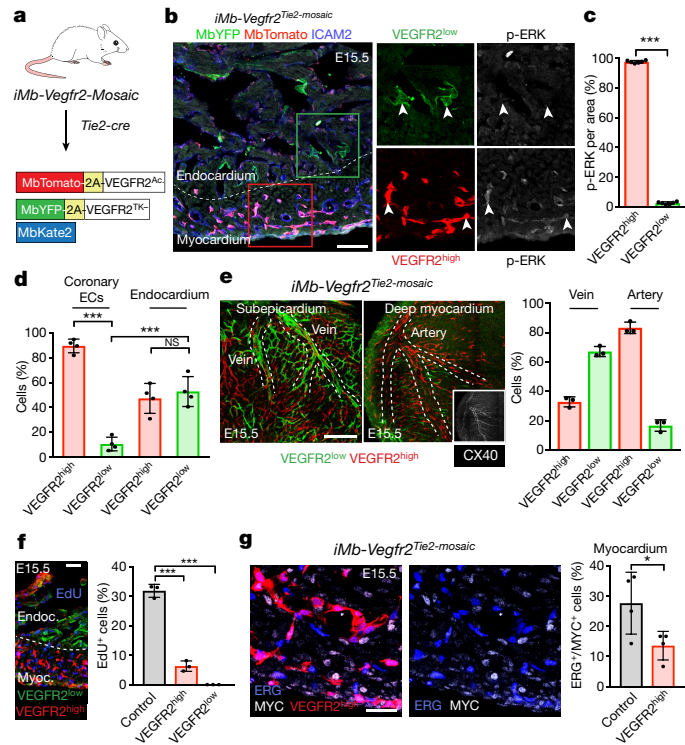 a
iMb-Vegfr2-Mosaic
Tie2-cre
MbTomato-2A-VEGFR2Ac.
MbYFP-2A-VEGFR2TK–
MbKate2
b
iMb-Vegfr2Tie2-mosaic
MbYFP MbTomato ICAM2
E15.5
Endocardium
Myocardium
VEGFR2low
p-ERK
VEGFR2high
p-ERK
c
***
p-ERK per area (%)
100
80
60
40
20
0
VEGFR2high
VEGFR2low
d
Coronary
ECs
Endocardium
***
***
NS
Cells (%)
100
80
60
40
20
0
VEGFR2high
VEGFR2low
VEGFR2high
VEGFR2low
e
iMb-Vegfr2Tie2-mosaic
Subepicardium
Vein
Vein
E15.5
Deep myocardium
Artery
E15.5
CX40
VEGFR2low VEGFR2high
Vein
Artery
Cells (%)
100
80
60
40
20
0
VEGFR2high
VEGFR2low
VEGFR2high
VEGFR2low
f
E15.5
EdU
Endoc.
Myoc.
VEGFR2low
VEGFR2high
***
***
EdU+ cells (%)
40
30
20
10
0
Control
VEGFR2high
VEGFR2low
g
iMb-Vegfr2Tie2-mosaic
E15.5
ERG
MYC VEGFR2high
ERG MYC
Myocardium
*
ERG+/MYC+ cells (%)
40
30
20
10
0
Control
VEGFR2high